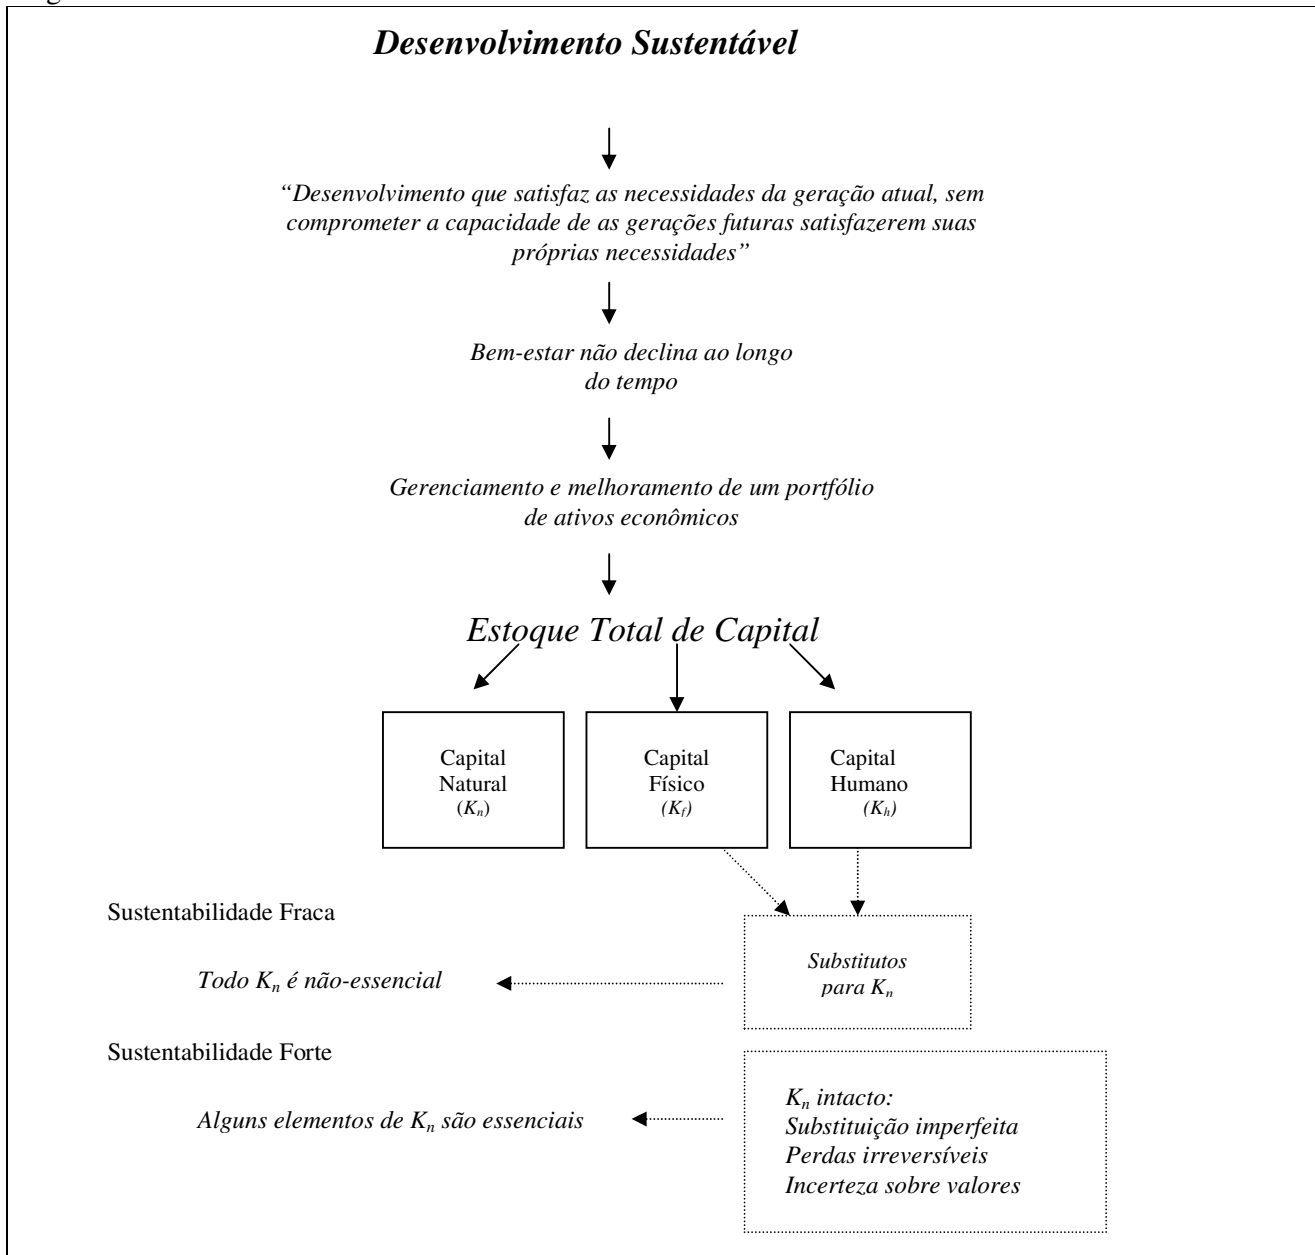 Desenvolvimento Sustentável
“Desenvolvimento que satisfaz as necessidades da geração atual, sem
comprometer a capacidade de as gerações futuras satisfazerem suas
próprias necessidades”
Bem-estar não declina ao longo
do tempo
Gerenciamento e melhoramento de um portfólio
de ativos econômicos
Estoque Total de Capital
Capital
Natural
(Kn)
Capital
Físico
(Kf)
Capital
Humano
(Kh)
Sustentabilidade Fraca
Substitutos
para Kn
Todo Kn é não-essencial
Sustentabilidade Forte
Alguns elementos de Kn são essenciais
Kn intacto:
Substituição imperfeita
Perdas irreversíveis
Incerteza sobre valores